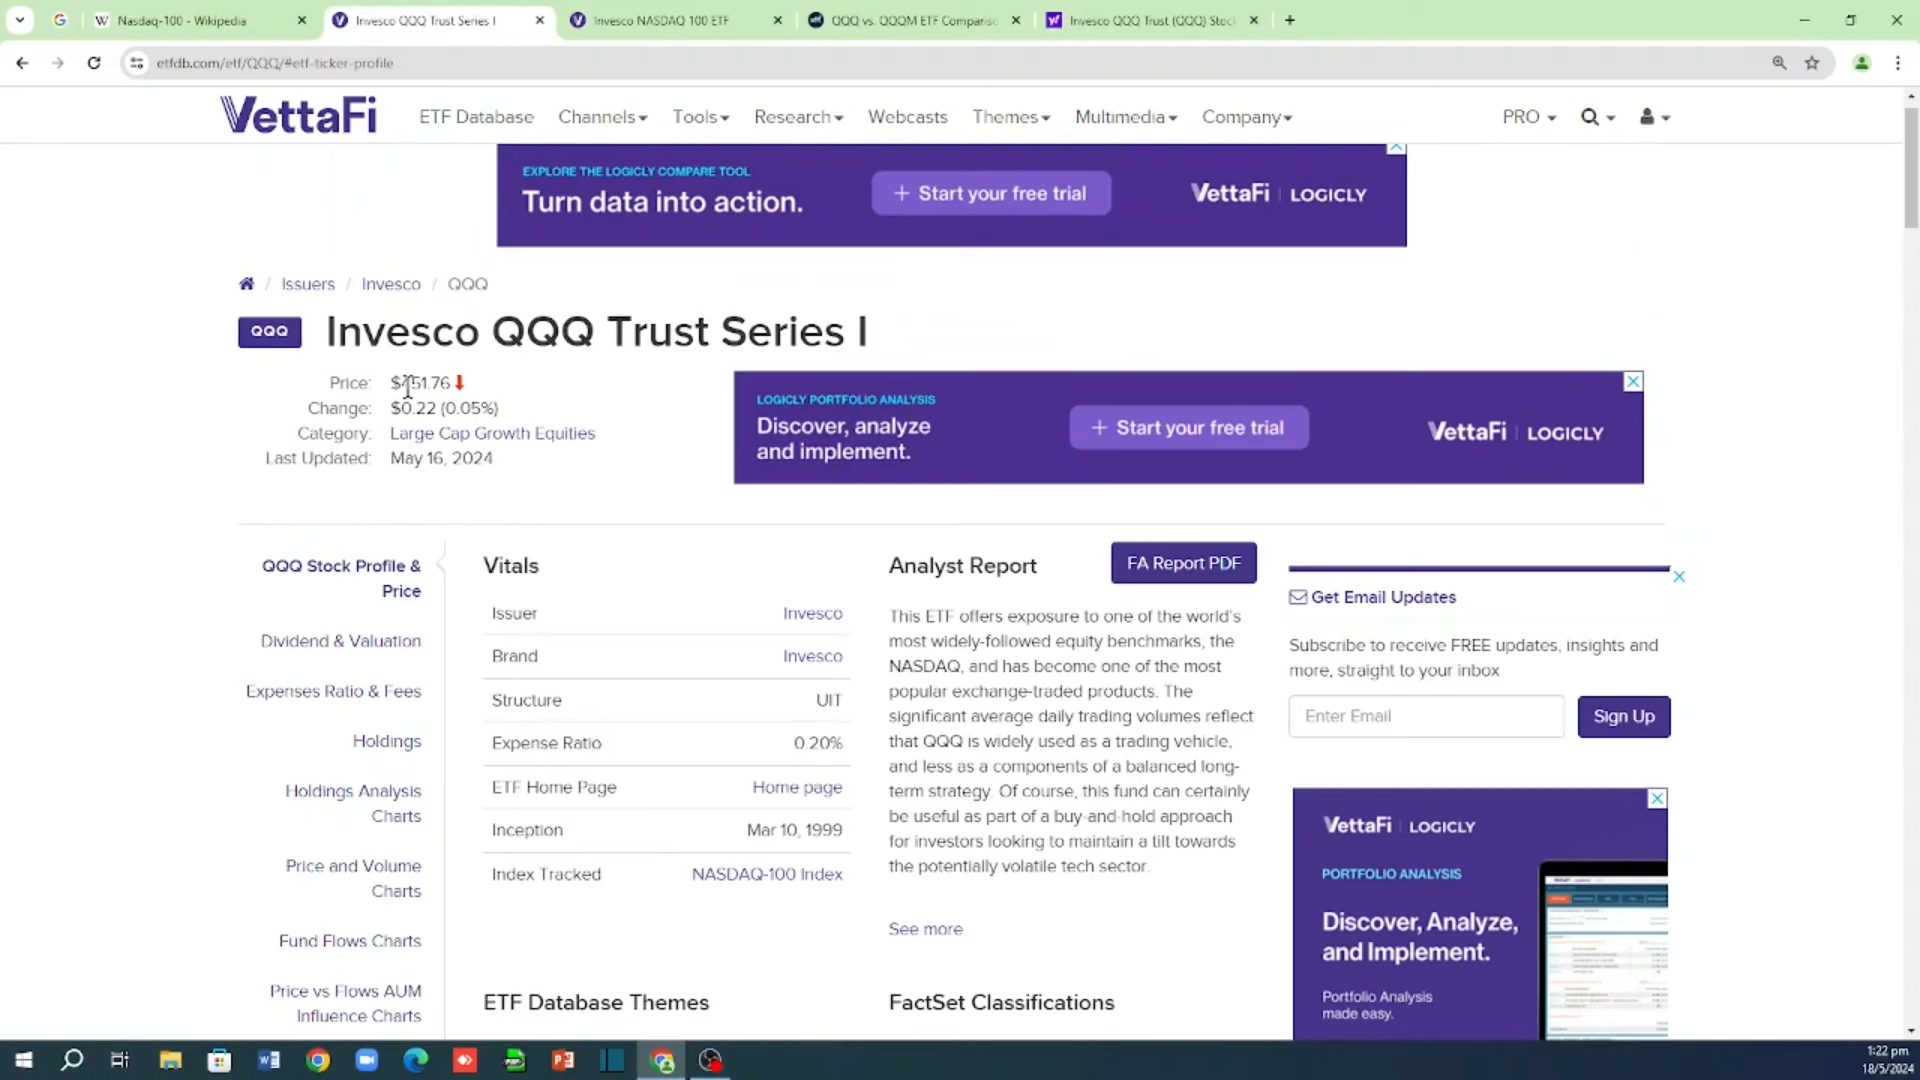 Nasdaq-100 - Wikipedia
Invesco QQQ Trust Series I
Invesco NASDAQ 100 ETF
QQQ vs. QQQM ETF Comparis
Invesco QQQ Trust (QQQ) Stoc
etfdb.com/etf/QQQ/#etf-ticker-profile
VettaFi
ETF Database
Channels
Tools
Research
Webcasts
Themes
Multimedia
Company
PRO
EXPLORE THE LOGICLY COMPARE TOOL
Turn data into action.
+ Start your free trial
VettaFi | LOGICLY
/ Issuers / Invesco / QQQ
QQQ
Invesco QQQ Trust Series I
Price: $451.76
Change: $0.22 (0.05%)
Category: Large Cap Growth Equities
Last Updated: May 16, 2024
LOGICLY PORTFOLIO ANALYSIS
Discover, analyze
and implement.
+ Start your free trial
VettaFi | LOGICLY
QQQ Stock Profile &
Price
Dividend & Valuation
Expenses Ratio & Fees
Holdings
Holdings Analysis
Charts
Price and Volume
Charts
Fund Flows Charts
Price vs Flows AUM
Influence Charts
Vitals
Issuer Invesco
Brand Invesco
Structure UIT
Expense Ratio 0.20%
ETF Home Page Home page
Inception Mar 10, 1999
Index Tracked NASDAQ-100 Index
ETF Database Themes
Analyst Report
FA Report PDF
This ETF offers exposure to one of the world's
most widely-followed equity benchmarks, the
NASDAQ, and has become one of the most
popular exchange-traded products. The
significant average daily trading volumes reflect
that QQQ is widely used as a trading vehicle,
and less as a components of a balanced long-
term strategy. Of course, this fund can certainly
be useful as part of a buy-and-hold approach
for investors looking to maintain a tilt towards
the potentially volatile tech sector.
See more
FactSet Classifications
Get Email Updates
Subscribe to receive FREE updates, insights and
more, straight to your inbox
Enter Email
Sign Up
VettaFi | LOGICLY
PORTFOLIO ANALYSIS
Discover, Analyze,
and Implement.
Portfolio Analysis
made easy.
1:22 pm
18/5/2024